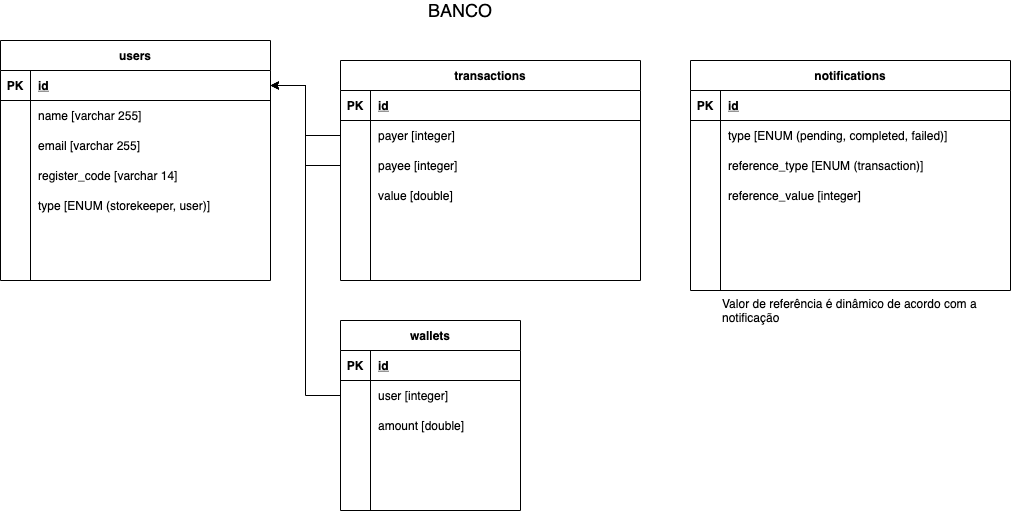 BANCO
users
PK id
name [varchar 255]
email [varchar 255]
register_code [varchar 14]
type [ENUM (storekeeper, user)]
transactions
PK id
payer [integer]
payee [integer]
value [double]
notifications
PK id
type [ENUM (pending, completed, failed)]
reference_type [ENUM (transaction)]
reference_value [integer]
Valor de referência é dinâmico de acordo com a
notificação
wallets
PK id
user [integer]
amount [double]